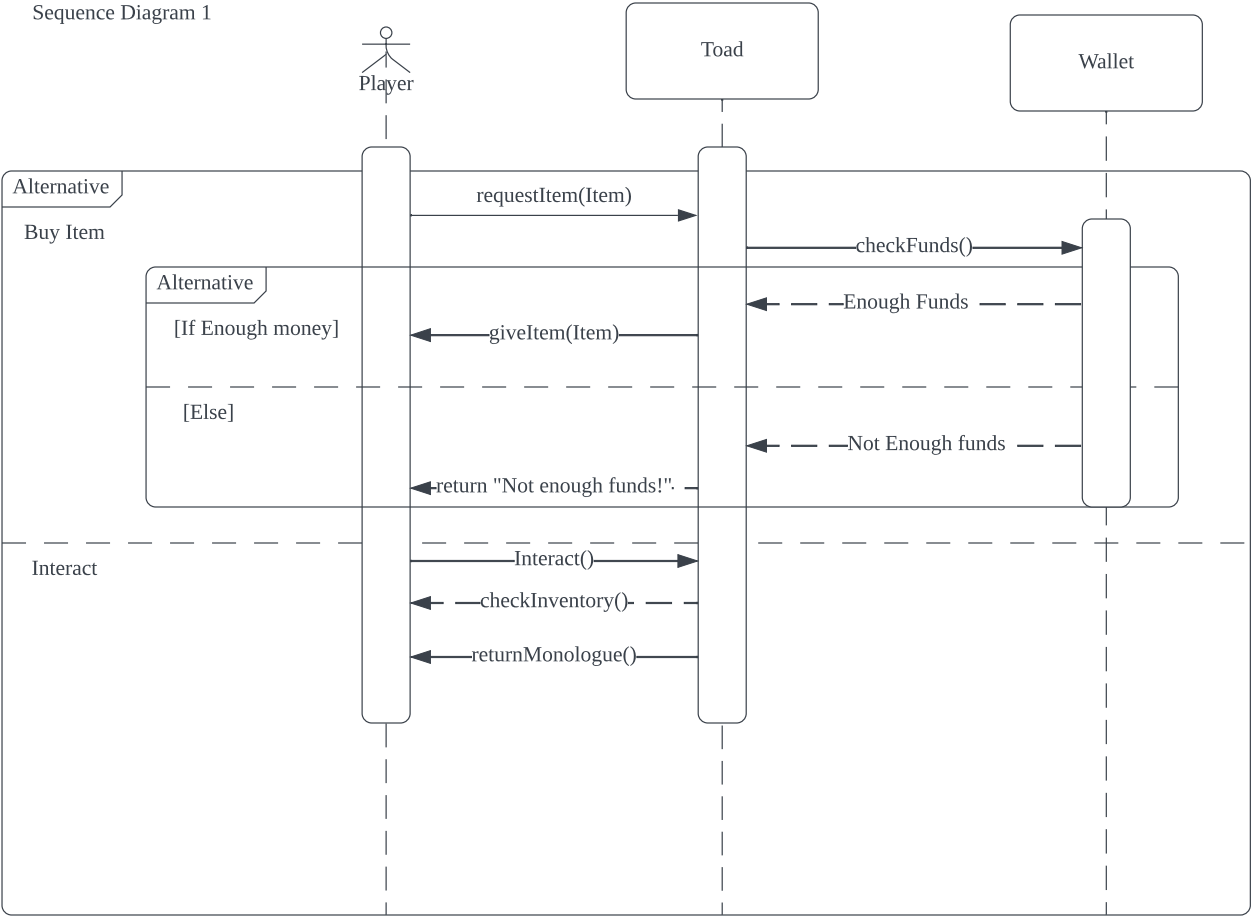 Sequence Diagram 1
Player
Toad
Wallet
Alternative
requestItem(Item)
Buy Item
checkFunds()
Alternative
Enough Funds
[If Enough money]
giveItem(Item)
[Else]
Not Enough funds
return "Not enough funds!"
Interact()
Interact
checkInventory()
returnMonologue()